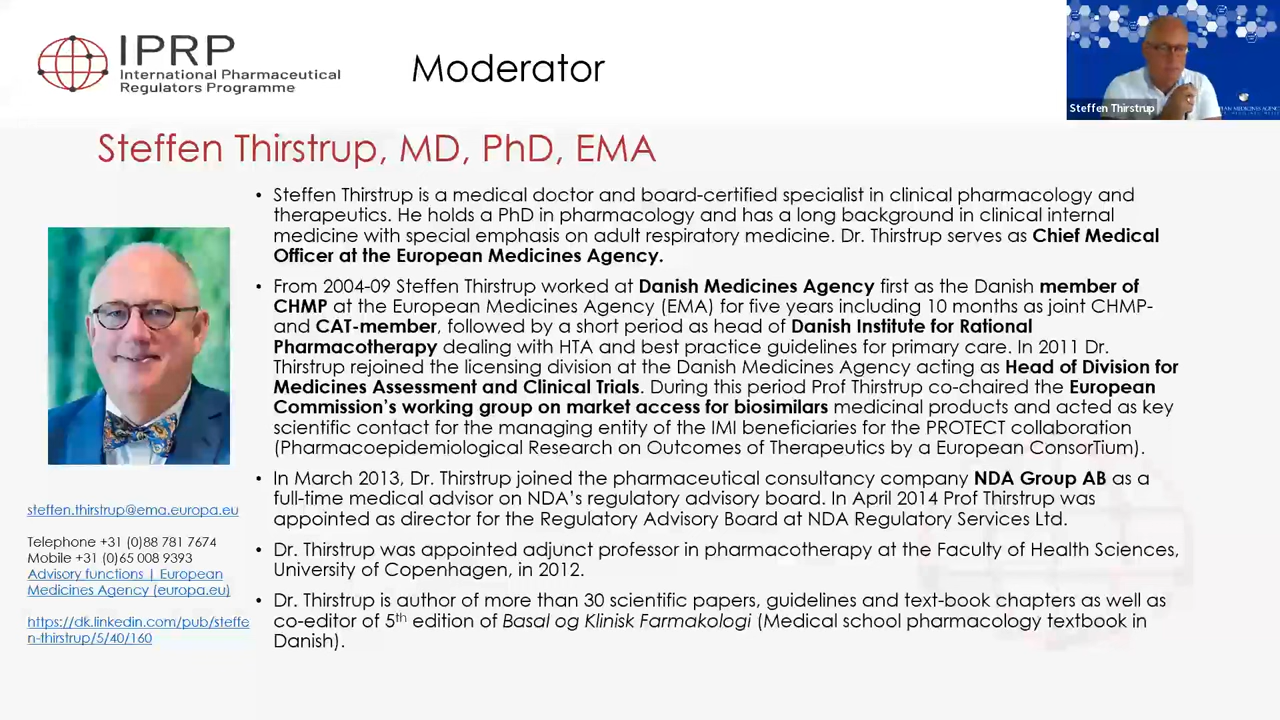 IPRP
International Pharmaceutical
Regulators Programme
Moderator
Steffen Thirstrup
Steffen Thirstrup, MD, PhD, EMA
• Steffen Thirstrup is a medical doctor and board-certified specialist in clinical pharmacology and
therapeutics. He holds a PhD in pharmacology and has a long background in clinical internal
medicine with special emphasis on adult respiratory medicine. Dr. Thirstrup serves as Chief Medical
Officer at the European Medicines Agency.
• From 2004-09 Steffen Thirstrup worked at Danish Medicines Agency first as the Danish member of
CHMP at the European Medicines Agency (EMA) for five years including 10 months as joint CHMP-
and CAT-member, followed by a short period as head of Danish Institute for Rational
Pharmacotherapy dealing with HTA and best practice guidelines for primary care. In 2011 Dr.
Thirstrup rejoined the licensing division at the Danish Medicines Agency acting as Head of Division for
Medicines Assessment and Clinical Trials. During this period Prof Thirstrup co-chaired the European
Commission's working group on market access for biosimilars medicinal products and acted as key
scientific contact for the managing entity of the IMI beneficiaries for the PROTECT collaboration
(Pharmacoepidemiological Research on Outcomes of Therapeutics by a European ConsorTium).
• In March 2013, Dr. Thirstrup joined the pharmaceutical consultancy company NDA Group AB as a
full-time medical advisor on NDA's regulatory advisory board. In April 2014 Prof Thirstrup was
appointed as director for the Regulatory Advisory Board at NDA Regulatory Services Ltd.
• Dr. Thirstrup was appointed adjunct professor in pharmacotherapy at the Faculty of Health Sciences,
University of Copenhagen, in 2012.
• Dr. Thirstrup is author of more than 30 scientific papers, guidelines and text-book chapters as well as
co-editor of 5th edition of Basal og Klinisk Farmakologi (Medical school pharmacology textbook in
Danish).
steffen.thirstrup@ema.europa.eu
Telephone +31 (0)88 781 7674
Mobile +31 (0)65 008 9393
Advisory functions | European
Medicines Agency (europa.eu)
https://dk.linkedin.com/pub/steffe
n-thirstrup/5/40/160